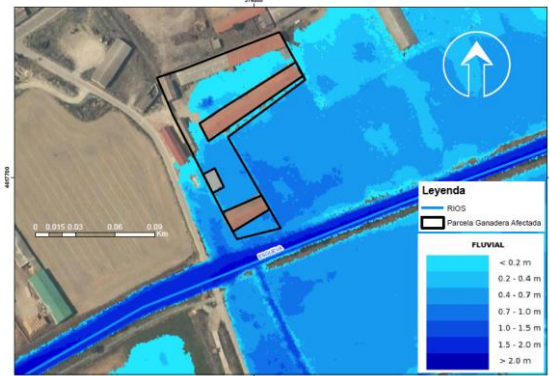 Leyenda
RIOS
Parcela Ganadera Afectada
FLUVIAL
< 0.2 m
0.2 - 0.4 m
0.4 - 0.7 m
0.7 - 1.0 m
1.0 - 1.5 m
1.5 - 2.0 m
> 2.0 m
0 0.015 0.03 0.06 0.09
Km
ESGUEVA